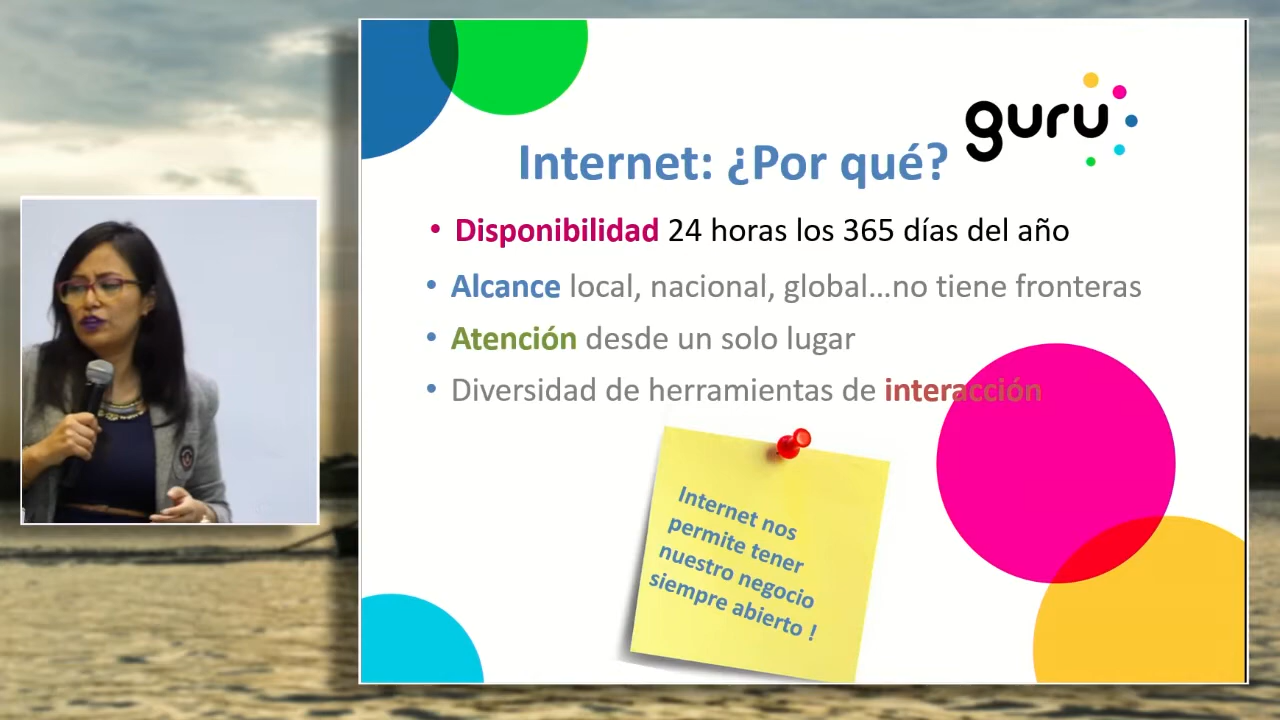 guru
Internet: ¿Por qué?
• Disponibilidad 24 horas los 365 días del año
• Alcance local, nacional, global...no tiene fronteras
• Atención desde un solo lugar
• Diversidad de herramientas de interacción
Internet nos
permite tener
nuestro negocio
siempre abierto !